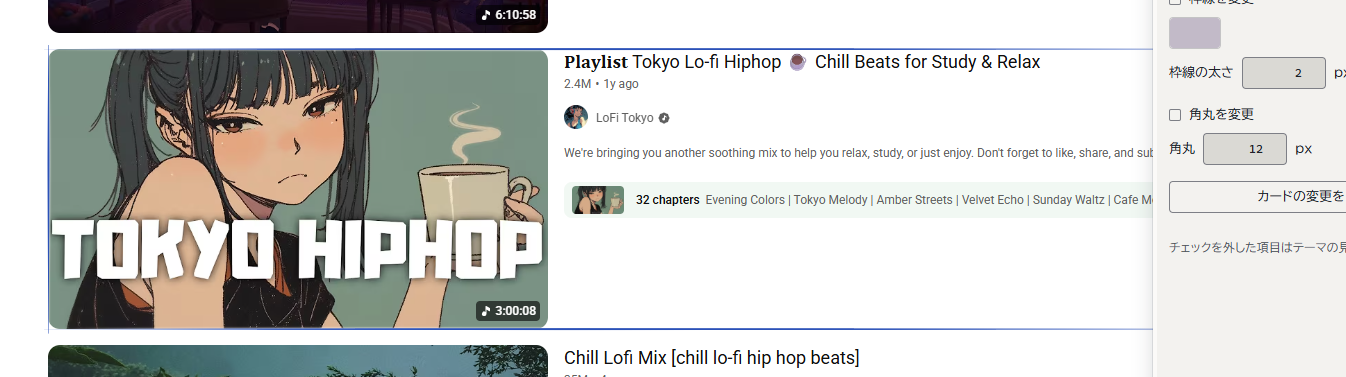 6:10:58
Playlist Tokyo Lo-fi Hiphop Chill Beats for Study & Relax
2.4M • 1y ago
LoFi Tokyo
We're bringing you another soothing mix to help you relax, study, or just enjoy. Don't forget to like, share, and sub
32 chapters Evening Colors | Tokyo Melody | Amber Streets | Velvet Echo | Sunday Waltz | Cafe M
TOKYO HIPHOP
3:00:08
Chill Lofi Mix [chill lo-fi hip hop beats]
枠線を変更
枠線の太さ 2 px
角丸を変更
角丸 12 px
カードの変更を
チェックを外した項目はテーマの見